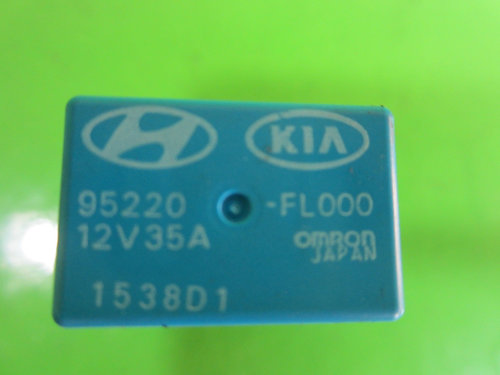 KIA
95220 -FL000
12V35A omron
JAPAN
1538D1